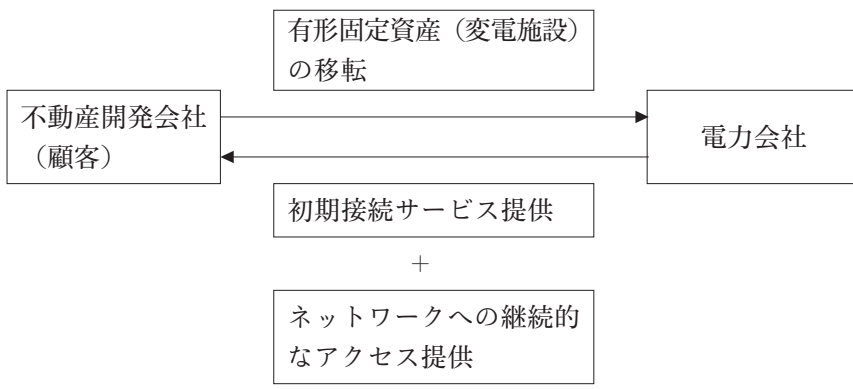 有形固定資産（変電施設）
の移転
不動産開発会社
（顧客）
電力会社
初期接続サービス提供
＋
ネットワークへの継続的
なアクセス提供